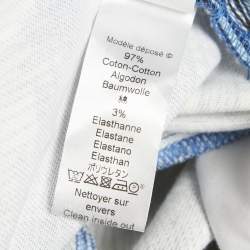 Modèle déposé ©
97%
Coton-Cotton
Algodon
Baumwolle
3%
Elasthanne
Elastane
Elastano
Elasthan
ポリウレタン
Nettoyer sur
envers
Clean inside out